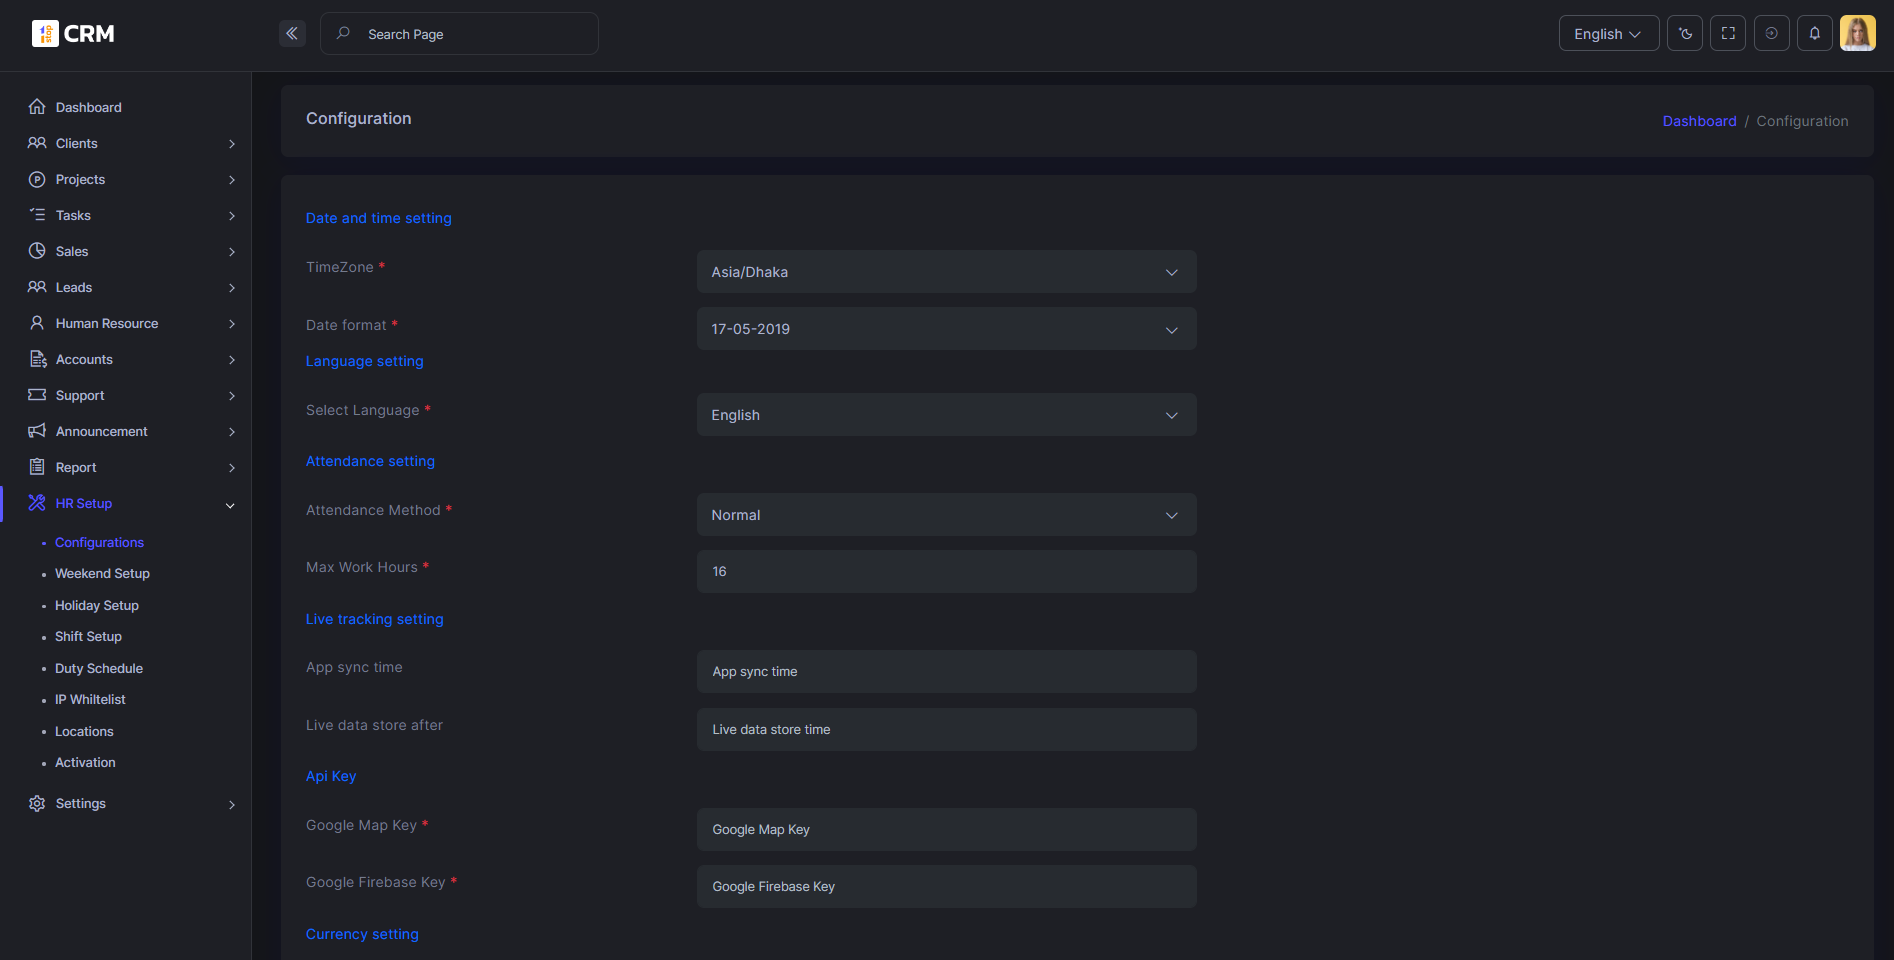 1 stop CRM
Search Page
English
Dashboard
Clients
Projects
Tasks
Sales
Leads
Human Resource
Accounts
Support
Announcement
Report
HR Setup
Configurations
Weekend Setup
Holiday Setup
Shift Setup
Duty Schedule
IP Whiltelist
Locations
Activation
Settings
Configuration
Dashboard / Configuration
Date and time setting
TimeZone *
Asia/Dhaka
Date format *
17-05-2019
Language setting
Select Language *
English
Attendance setting
Attendance Method *
Normal
Max Work Hours *
16
Live tracking setting
App sync time
App sync time
Live data store after
Live data store time
Api Key
Google Map Key *
Google Map Key
Google Firebase Key *
Google Firebase Key
Currency setting